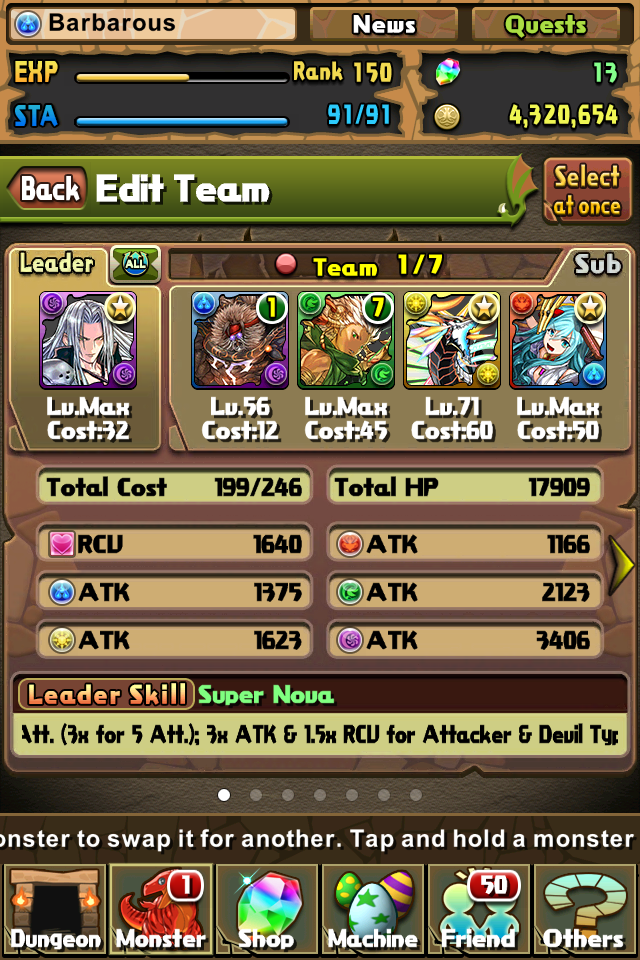 Barbarous News Quests
EXP Rank 150 13
STA 91/91 4,320,654
Back Edit Team Select at once
Leader ALL Team 1/7 Sub
1 7
Lv.Max Lv.56 Lv.Max Lv.71 Lv.Max
Cost:32 Cost:12 Cost:45 Cost:60 Cost:50
Total Cost 199/246 Total HP 17909
RCV 1640 ATK 1166
ATK 1375 ATK 2123
ATK 1623 ATK 3406
Leader Skill Super Nova
Att. (3x for 5 Att.); 3x ATK & 1.5x RCV for Attacker & Devil Typ
onster to swap it for another. Tap and hold a monster
1 50
Dungeon Monster Shop Machine Friend Others